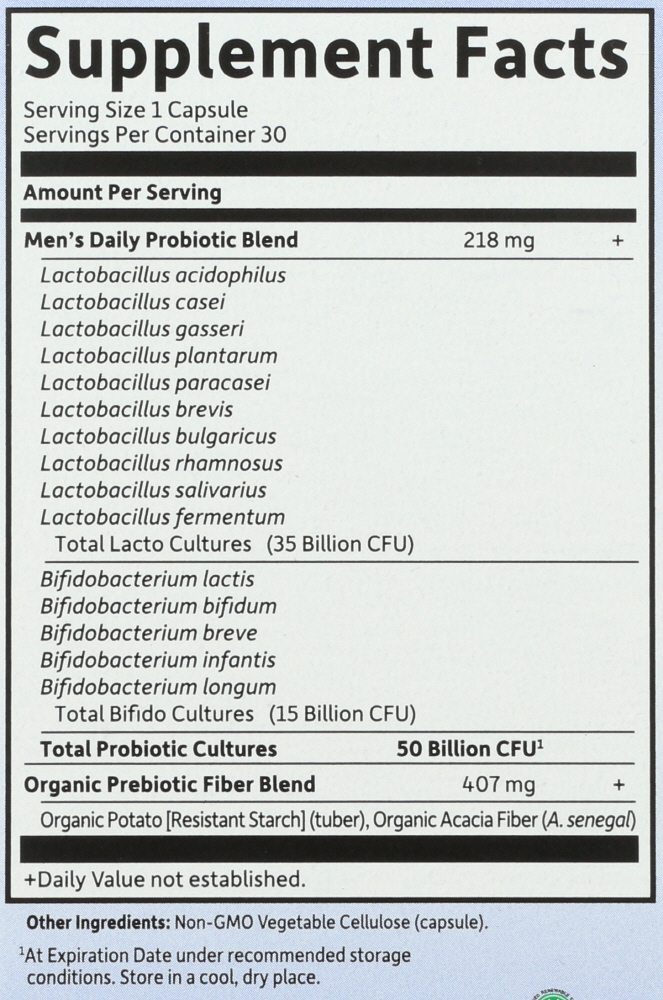 Supplement Facts
Serving Size 1 Capsule
Servings Per Container 30
Amount Per Serving
Men's Daily Probiotic Blend 218 mg +
Lactobacillus acidophilus
Lactobacillus casei
Lactobacillus gasseri
Lactobacillus plantarum
Lactobacillus paracasei
Lactobacillus brevis
Lactobacillus bulgaricus
Lactobacillus rhamnosus
Lactobacillus salivarius
Lactobacillus fermentum
Total Lacto Cultures (35 Billion CFU)
Bifidobacterium lactis
Bifidobacterium bifidum
Bifidobacterium breve
Bifidobacterium infantis
Bifidobacterium longum
Total Bifido Cultures (15 Billion CFU)
Total Probiotic Cultures 50 Billion CFU¹
Organic Prebiotic Fiber Blend 407 mg +
Organic Potato [Resistant Starch] (tuber), Organic Acacia Fiber (A. senegal)
+Daily Value not established.
Other Ingredients: Non-GMO Vegetable Cellulose (capsule).
¹At Expiration Date under recommended storage
conditions. Store in a cool, dry place.